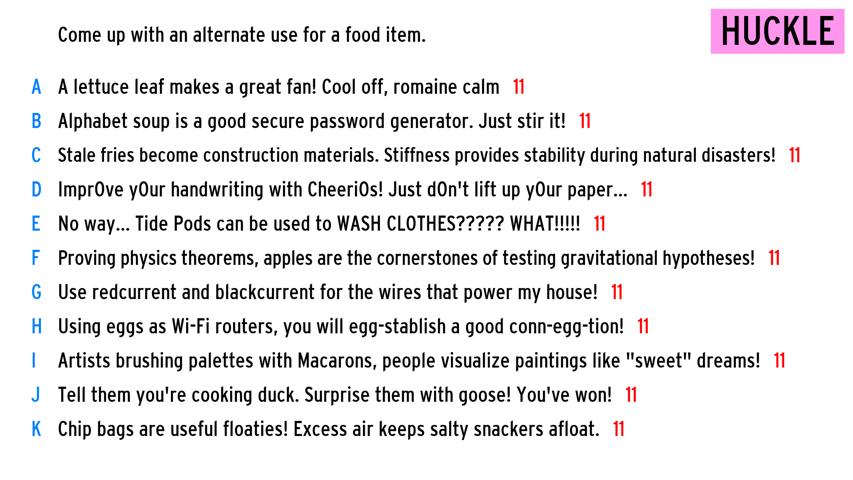 Come up with an alternate use for a food item.
HUCKLE
A A lettuce leaf makes a great fan! Cool off, romaine calm 11
B Alphabet soup is a good secure password generator. Just stir it! 11
C Stale fries become construction materials. Stiffness provides stability during natural disasters! 11
D Impr0ve y0ur handwriting with Cheeri0s! Just d0n't lift up y0ur paper... 11
E No way... Tide Pods can be used to WASH CLOTHES????? WHAT!!!!! 11
F Proving physics theorems, apples are the cornerstones of testing gravitational hypotheses! 11
G Use redcurrent and blackcurrent for the wires that power my house! 11
H Using eggs as Wi-Fi routers, you will egg-stablish a good conn-egg-tion! 11
I Artists brushing palettes with Macarons, people visualize paintings like "sweet" dreams! 11
J Tell them you're cooking duck. Surprise them with goose! You've won! 11
K Chip bags are useful floaties! Excess air keeps salty snackers afloat. 11